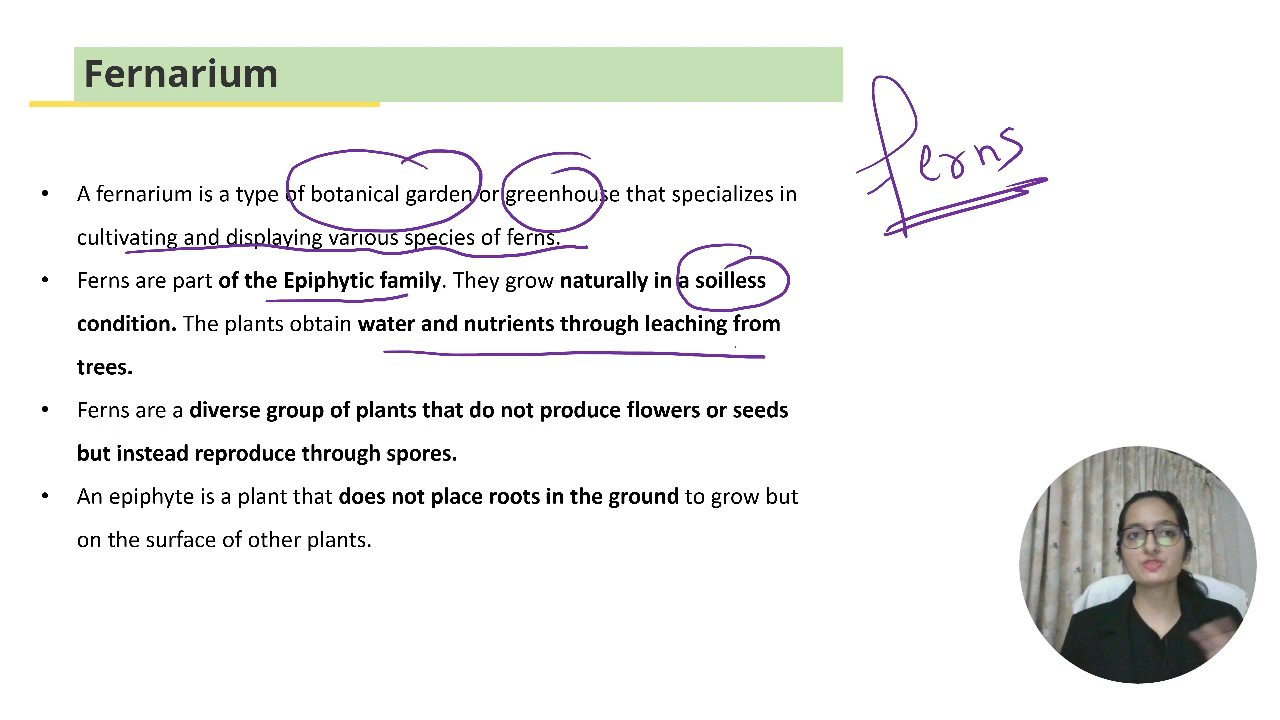 Fernarium
ferns
• A fernarium is a type of botanical garden or greenhouse that specializes in
cultivating and displaying various species of ferns.
• Ferns are part of the Epiphytic family. They grow naturally in a soilless
condition. The plants obtain water and nutrients through leaching from
trees.
• Ferns are a diverse group of plants that do not produce flowers or seeds
but instead reproduce through spores.
• An epiphyte is a plant that does not place roots in the ground to grow but
on the surface of other plants.